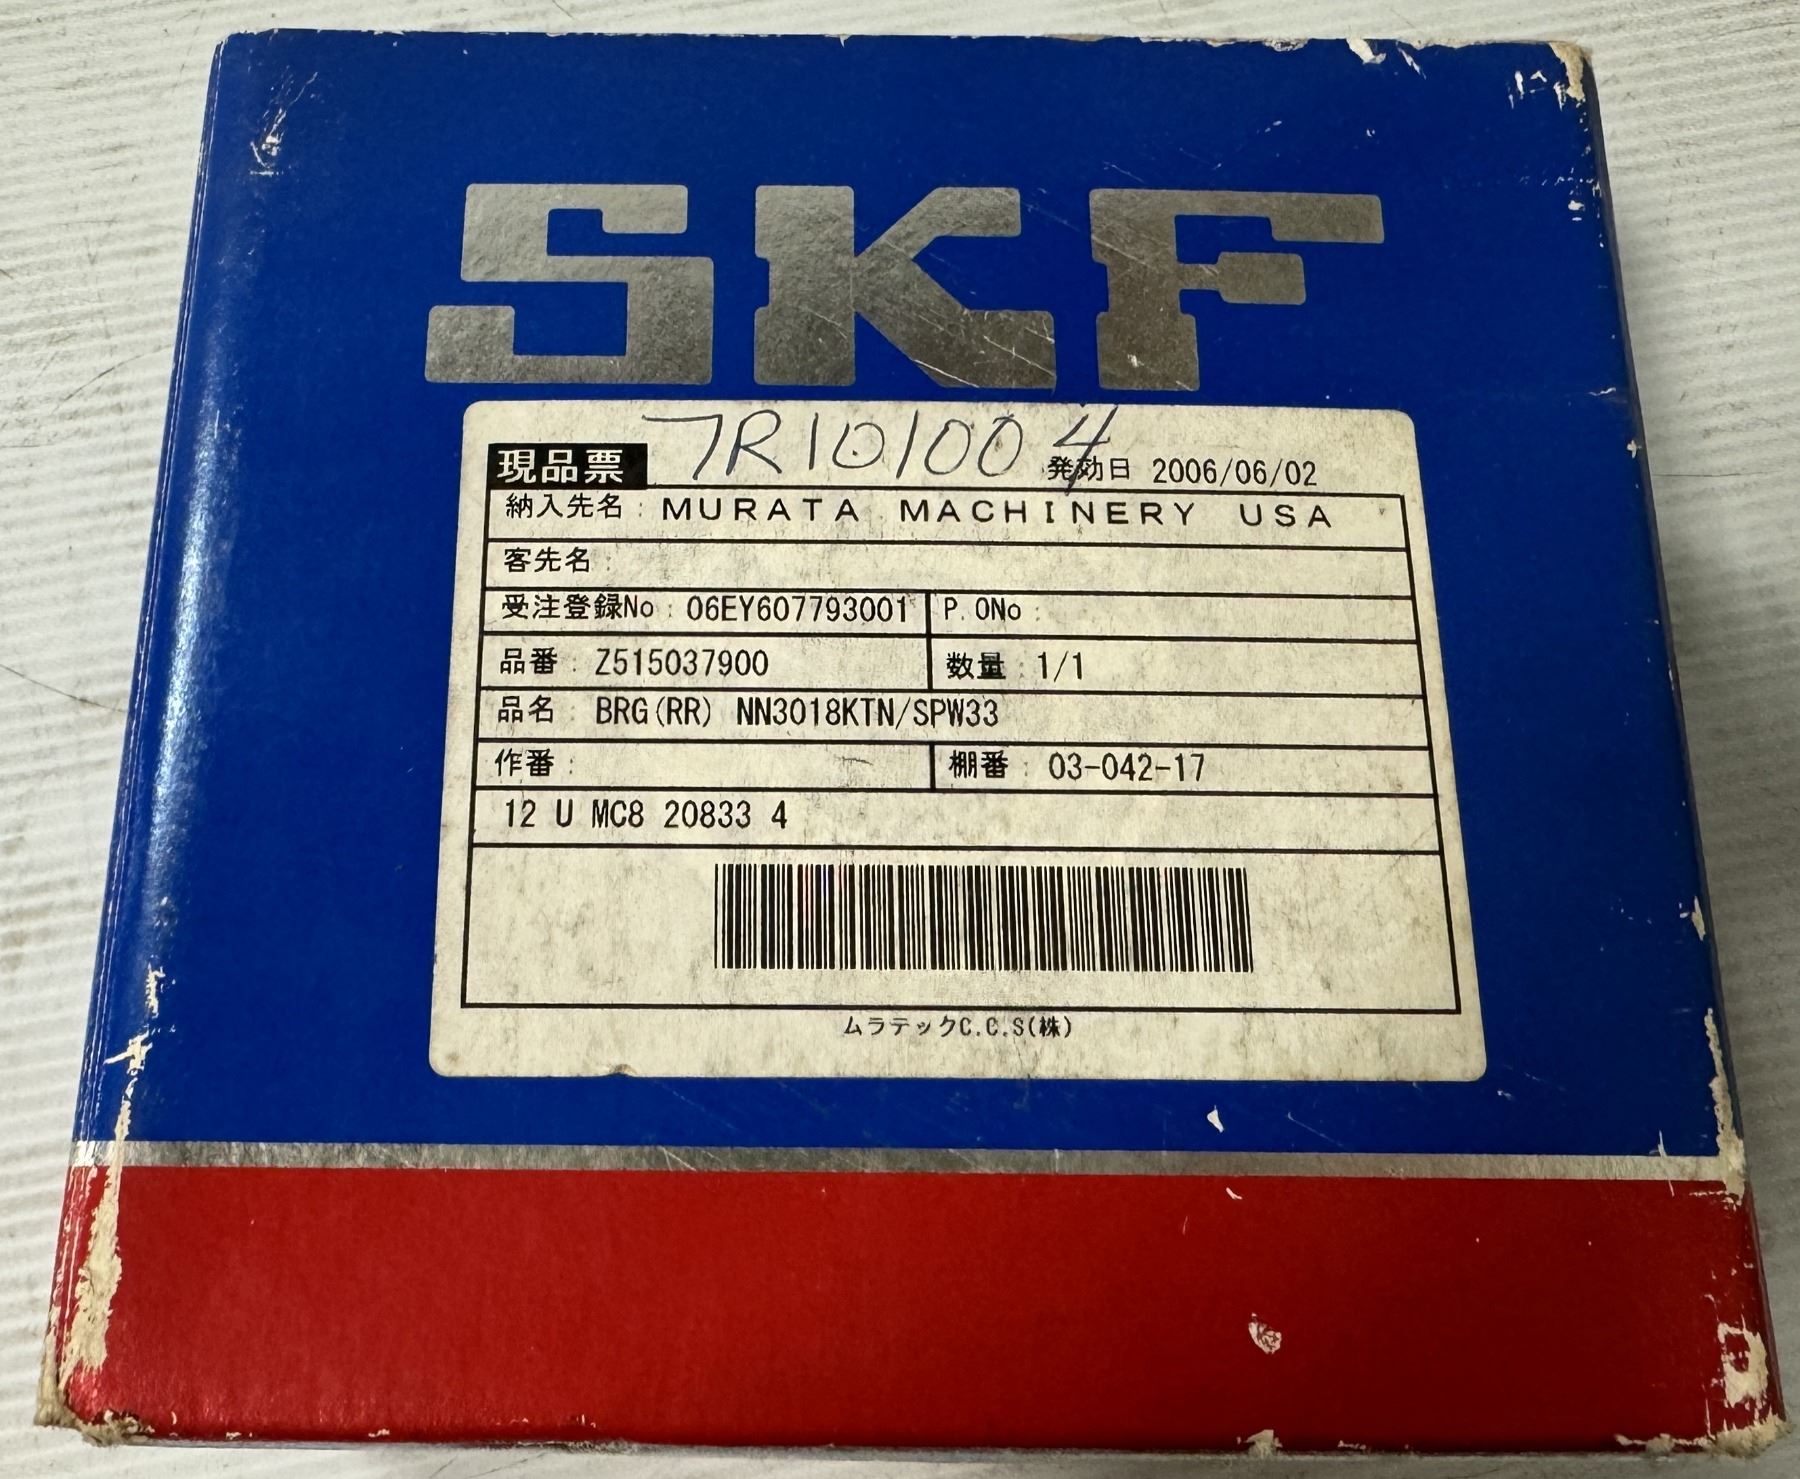 SKF
7R101004
現品票 発効日 2006/06/02
納入先名: MURATA MACHINERY USA
客先名:
受注登録No: 06EY607793001 P.ONo:
品番: Z515037900 数量: 1/1
品名: BRG(RR) NN3018KTN/SPW33
作番: 棚番: 03-042-17
12 U MC8 20833 4
ムラテックC.C.S(株)